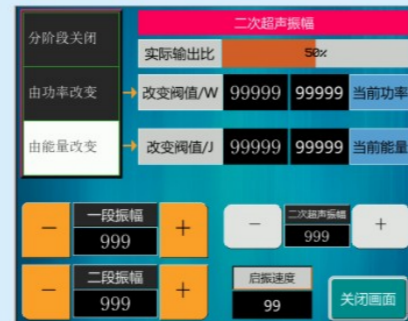 二次超声振幅
分阶段关闭
实际输出比 50%
由功率改变 改变阀值/W 99999 99999 当前功率
由能量改变 改变阀值/J 99999 99999 当前能量
一段振幅
- 999 +
二次超声振幅
- 999 +
二段振幅
- 999 +
启振速度
99
关闭画面